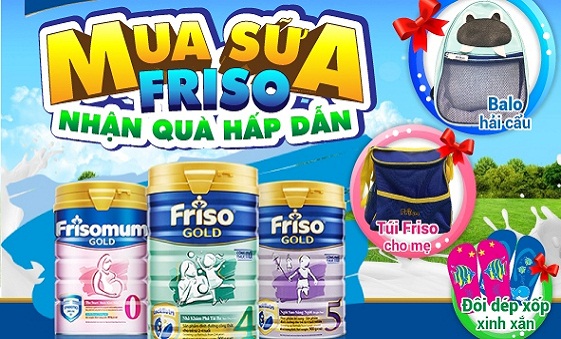 MUA SỮA
FRISO
NHẬN QUÀ HẤP DẪN
Balo
hải cẩu
Túi Friso
cho mẹ
Đôi dép xốp
xinh xắn
Frisomum
GOLD
0
Friso
GOLD
4
Friso
GOLD
5